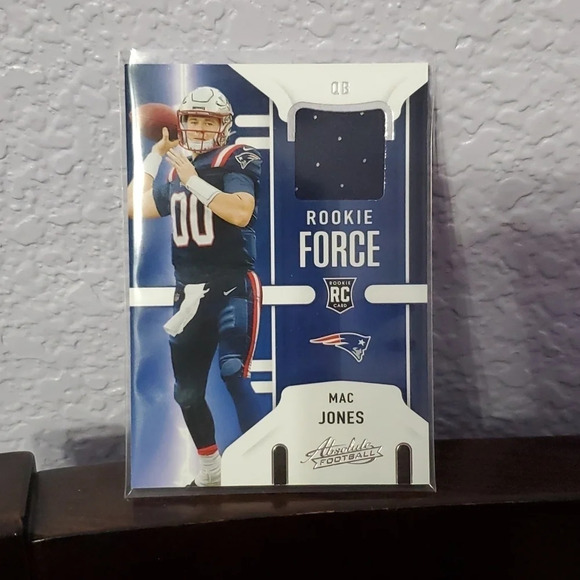 QB
00
ROOKIE
FORCE
ROOKIE
RC
CARD
MAC
JONES
Absolute
FOOTBALL